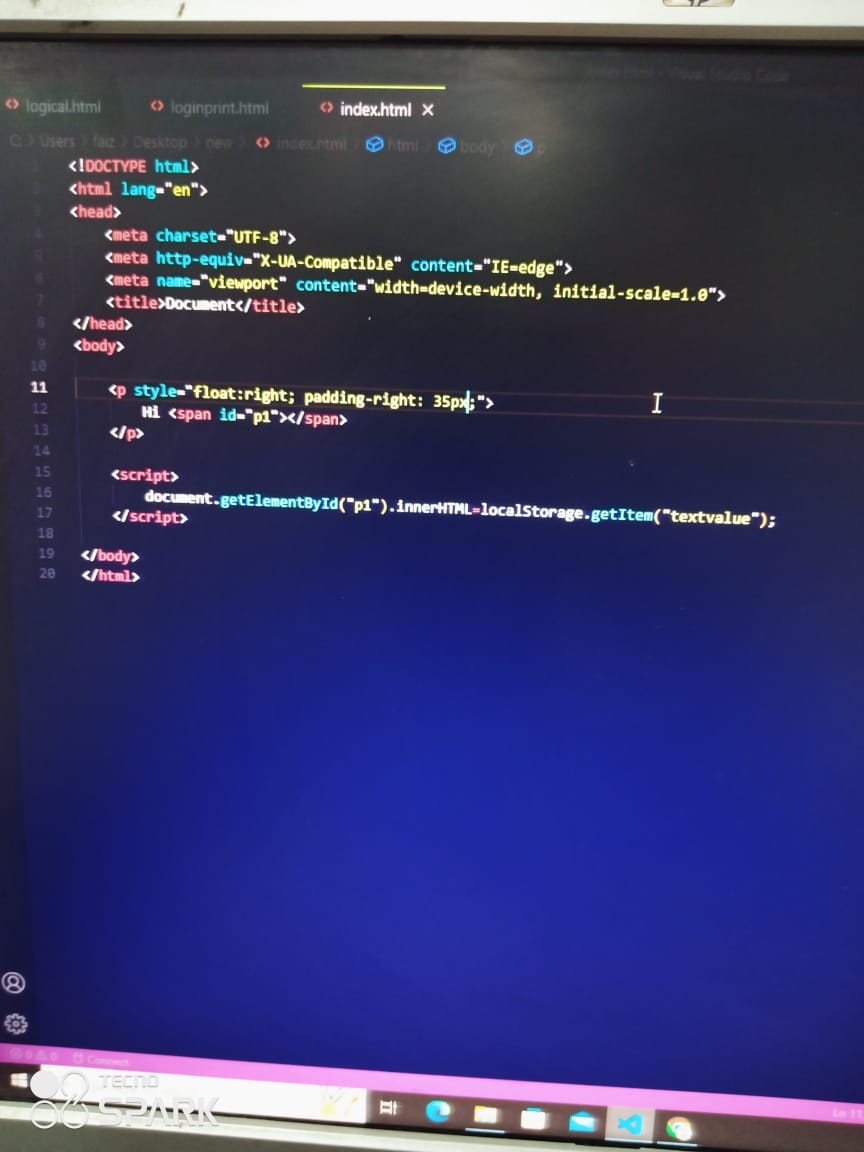 index.html - Visual Studio Code
logical.html loginprint.html index.html ×
C: > Users > faiz > Desktop > new > index.html > html > body > p
1 <!DOCTYPE html>
2 <html lang="en">
3 <head>
4 <meta charset="UTF-8">
5 <meta http-equiv="X-UA-Compatible" content="IE=edge">
6 <meta name="viewport" content="width=device-width, initial-scale=1.0">
7 <title>Document</title>
8 </head>
9 <body>
10
11 <p style="float:right; padding-right: 35px;">
12 Hi <span id="p1"></span>
13 </p>
14
15 <script>
16 document.getElementById("p1").innerHTML=localStorage.getItem("textvalue");
17 </script>
18
19 </body>
20 </html>
0 0 Connect
Ln 11
TECNO
SPARK